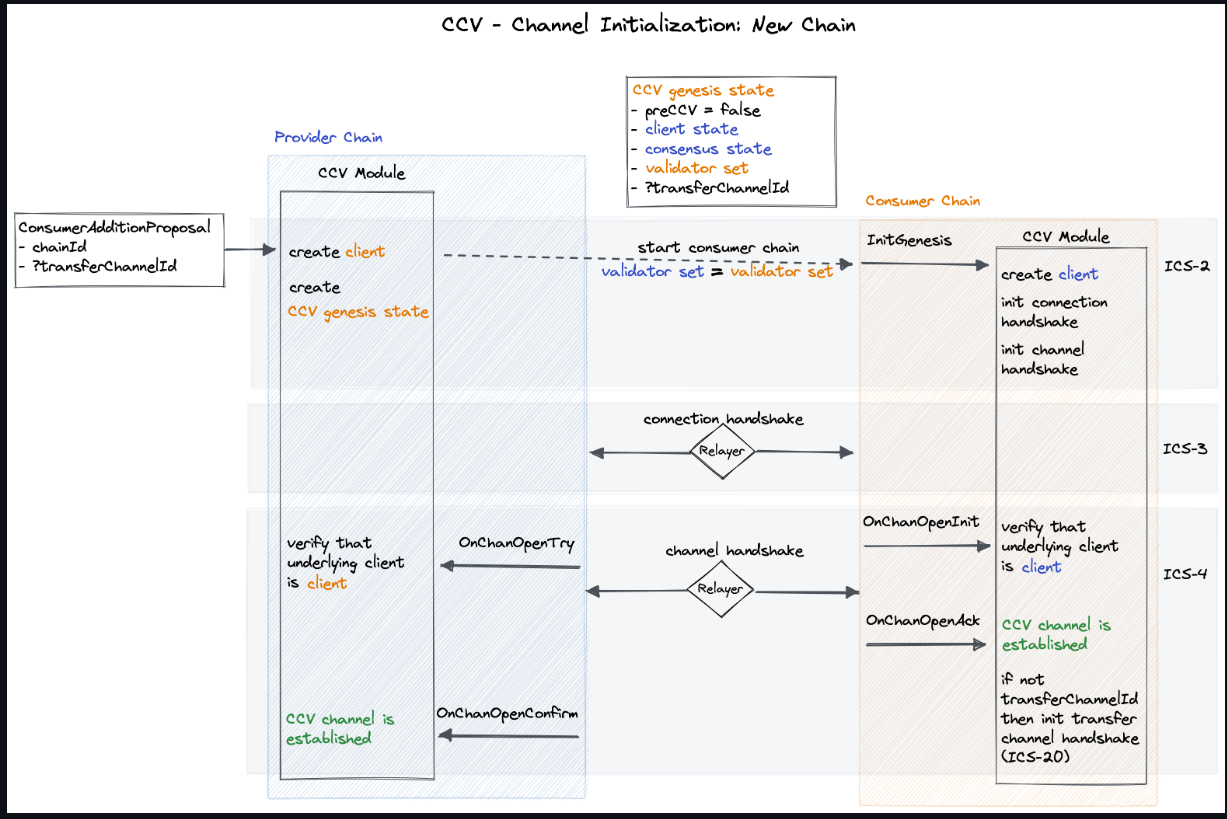 CCV - Channel Initialization: New Chain
CCV genesis state
- preCCV = false
- client state
- consensus state
- validator set
- ?transferChannelId
Provider Chain
CCV Module
ConsumerAdditionProposal
- chainId
- ?transferChannelId
create client
create
CCV genesis state
start consumer chain
validator set = validator set
Consumer Chain
InitGenesis
CCV Module
create client
init connection
handshake
init channel
handshake
ICS-2
connection handshake
Relayer
ICS-3
verify that
underlying client
is client
OnChanOpenTry
channel handshake
Relayer
OnChanOpenInit
verify that
underlying client
is client
ICS-4
OnChanOpenAck
CCV channel is
established
if not
transferChannelId
then init transfer
channel handshake
(ICS-20)
CCV channel is
established
OnChanOpenConfirm